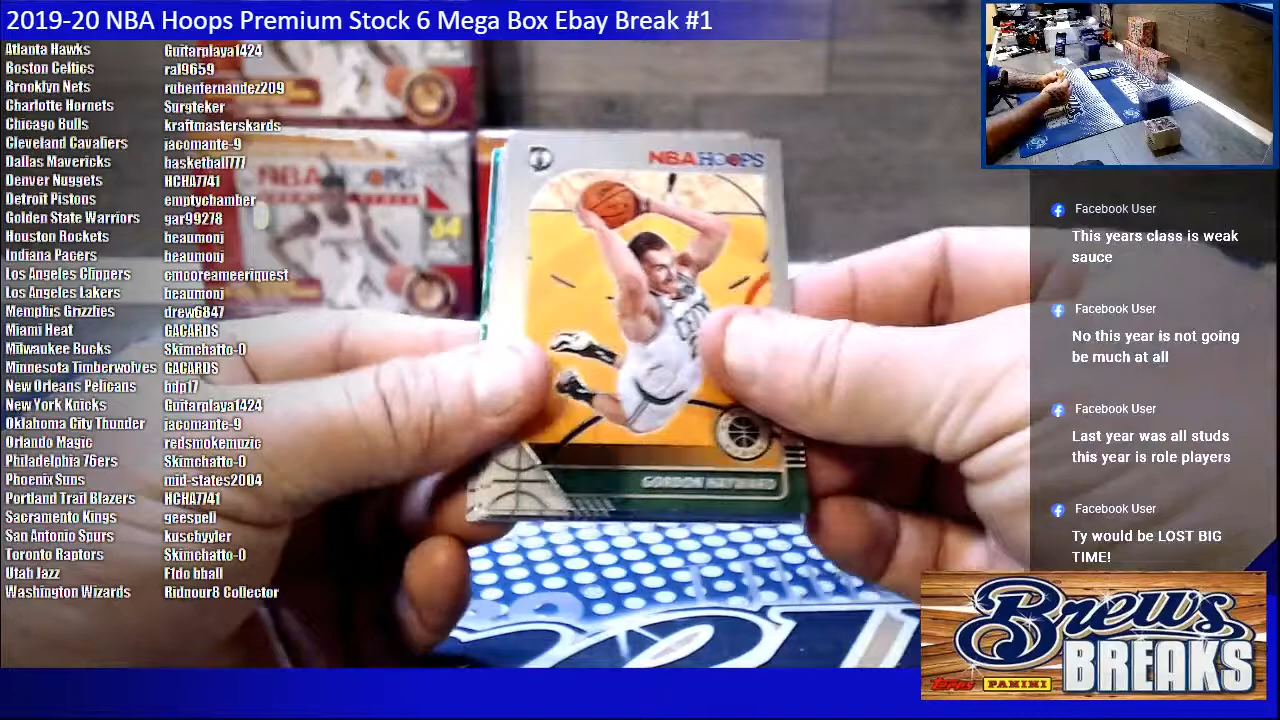 2019-20 NBA Hoops Premium Stock 6 Mega Box Ebay Break #1
Atlanta Hawks Guitarplaya1424
Boston Celtics ral9659
Brooklyn Nets rubenfernandez209
Charlotte Hornets Surgteker
Chicago Bulls kraftmasterskards
Cleveland Cavaliers jacomante-9
Dallas Mavericks basketball777
Denver Nuggets HCHA7741
Detroit Pistons emptychamber
Golden State Warriors gar99278
Houston Rockets beaumonj
Indiana Pacers beaumonj
Los Angeles Clippers cmooreameeriquest
Los Angeles Lakers beaumonj
Memphis Grizzlies drew6847
Miami Heat GACARDS
Milwaukee Bucks Skimchatto-0
Minnesota Timberwolves GACARDS
New Orleans Pelicans bdp17
New York Knicks Guitarplaya1424
Oklahoma City Thunder jacomante-9
Orlando Magic redsmokemuzic
Philadelphia 76ers Skimchatto-0
Phoenix Suns mid-states2004
Portland Trail Blazers HCHA7741
Sacramento Kings geespell
San Antonio Spurs kuschyyler
Toronto Raptors Skimchatto-0
Utah Jazz F1do bball
Washington Wizards Ridnour8 Collector
NBA HOOPS
64
NBA HOOPS
GORDON HAYWARD
Facebook User
This years class is weak
sauce
Facebook User
No this year is not going
be much at all
Facebook User
Last year was all studs
this year is role players
Facebook User
Ty would be LOST BIG
TIME!
Brews
BREAKS
Topps PANINI